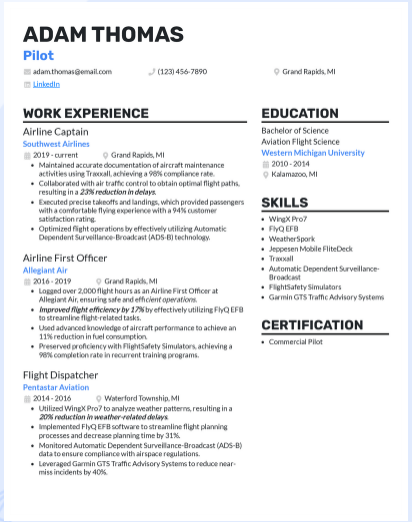 ADAM THOMAS
Pilot
adam.thomas@email.com
(123) 456-7890
Grand Rapids, MI
LinkedIn
WORK EXPERIENCE
Airline Captain
Southwest Airlines
2019 - current
Grand Rapids, MI
Maintained accurate documentation of aircraft maintenance
activities using Traxxall, achieving a 98% compliance rate.
Collaborated with air traffic control to obtain optimal flight paths,
resulting in a 23% reduction in delays.
Executed precise takeoffs and landings, which provided passengers
with a comfortable flying experience with a 94% customer
satisfaction rating.
Optimized flight operations by effectively utilizing Automatic
Dependent Surveillance-Broadcast (ADS-B) technology.
Airline First Officer
Allegiant Air
2016 - 2019
Grand Rapids, MI
Logged over 2,000 flight hours as an Airline First Officer at
Allegiant Air, ensuring safe and efficient operations.
Improved flight efficiency by 17% by effectively utilizing FlyQ EFB
to streamline flight-related tasks.
Used advanced knowledge of aircraft performance to achieve an
11% reduction in fuel consumption.
Preserved proficiency with FlightSafety Simulators, achieving a
98% completion rate in recurrent training programs.
Flight Dispatcher
Pentastar Aviation
2014 - 2016
Waterford Township, MI
Utilized WingX Pro7 to analyze weather patterns, resulting in a
20% reduction in weather-related delays.
Implemented FlyQ EFB software to streamline flight planning
processes and decrease planning time by 31%.
Monitored Automatic Dependent Surveillance-Broadcast (ADS-B)
data to ensure compliance with airspace regulations.
Leveraged Garmin GTS Traffic Advisory Systems to reduce near-
miss incidents by 40%.
EDUCATION
Bachelor of Science
Aviation Flight Science
Western Michigan University
2010 - 2014
Kalamazoo, MI
SKILLS
WingX Pro7
FlyQ EFB
WeatherSpork
Jeppesen Mobile FliteDeck
Traxxall
Automatic Dependent Surveillance-
Broadcast
FlightSafety Simulators
Garmin GTS Traffic Advisory Systems
CERTIFICATION
Commercial Pilot